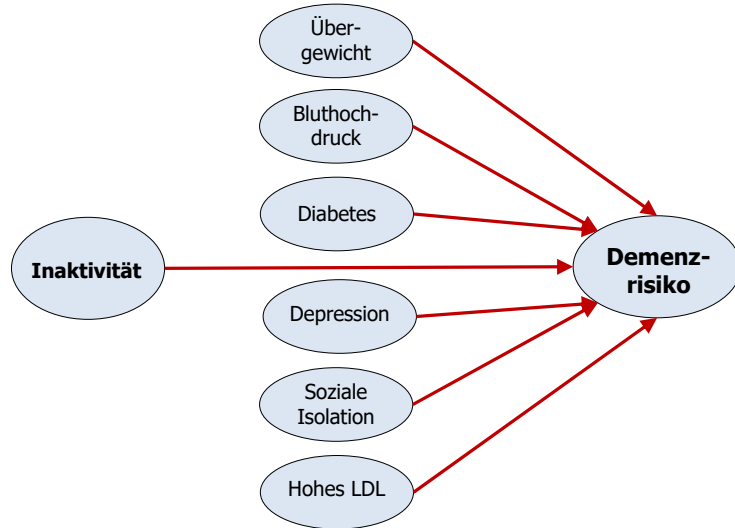 Über-
gewicht
Bluthoch-
druck
Diabetes
Inaktivität
Demenz-
risiko
Depression
Soziale
Isolation
Hohes LDL